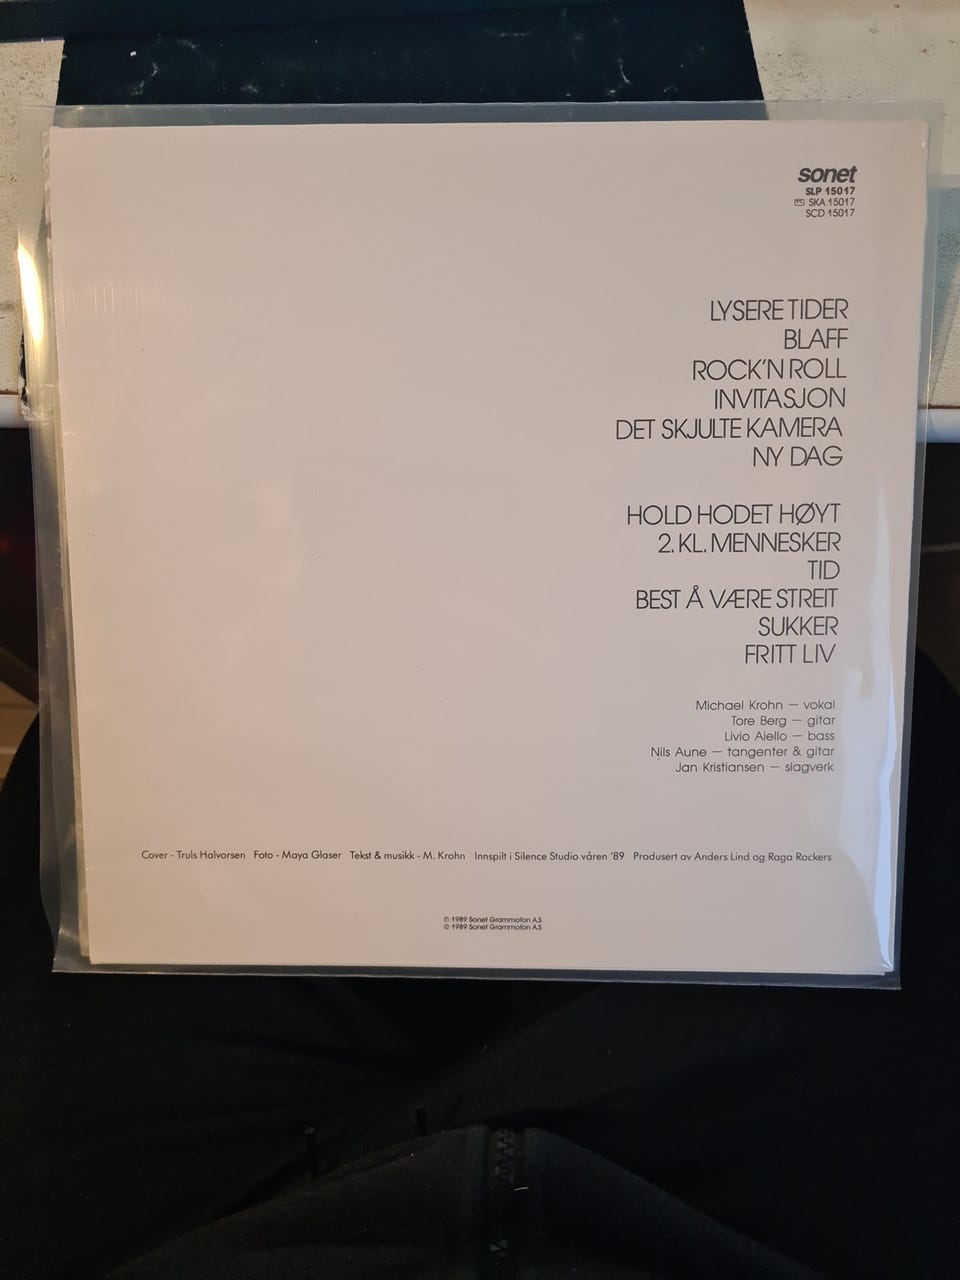 sonet
SLP 15017
SKA 15017
SCD 15017
LYSERE TIDER
BLAFF
ROCK'N ROLL
INVITASJON
DET SKJULTE KAMERA
NY DAG
HOLD HODET HØYT
2. KL. MENNESKER
TID
BEST Å VÆRE STREIT
SUKKER
FRITT LIV
Michael Krohn – vokal
Tore Berg – gitar
Livio Aiello – bass
Nils Aune – tangenter & gitar
Jan Kristiansen – slagverk
Cover - Truls Halvorsen Foto - Maya Glaser Tekst & musikk - M. Krohn Innspilt i Silence Studio våren '89 Produsert av Anders Lind og Raga Rockers
℗ 1989 Sonet Grammofon A.S
© 1989 Sonet Grammofon A.S